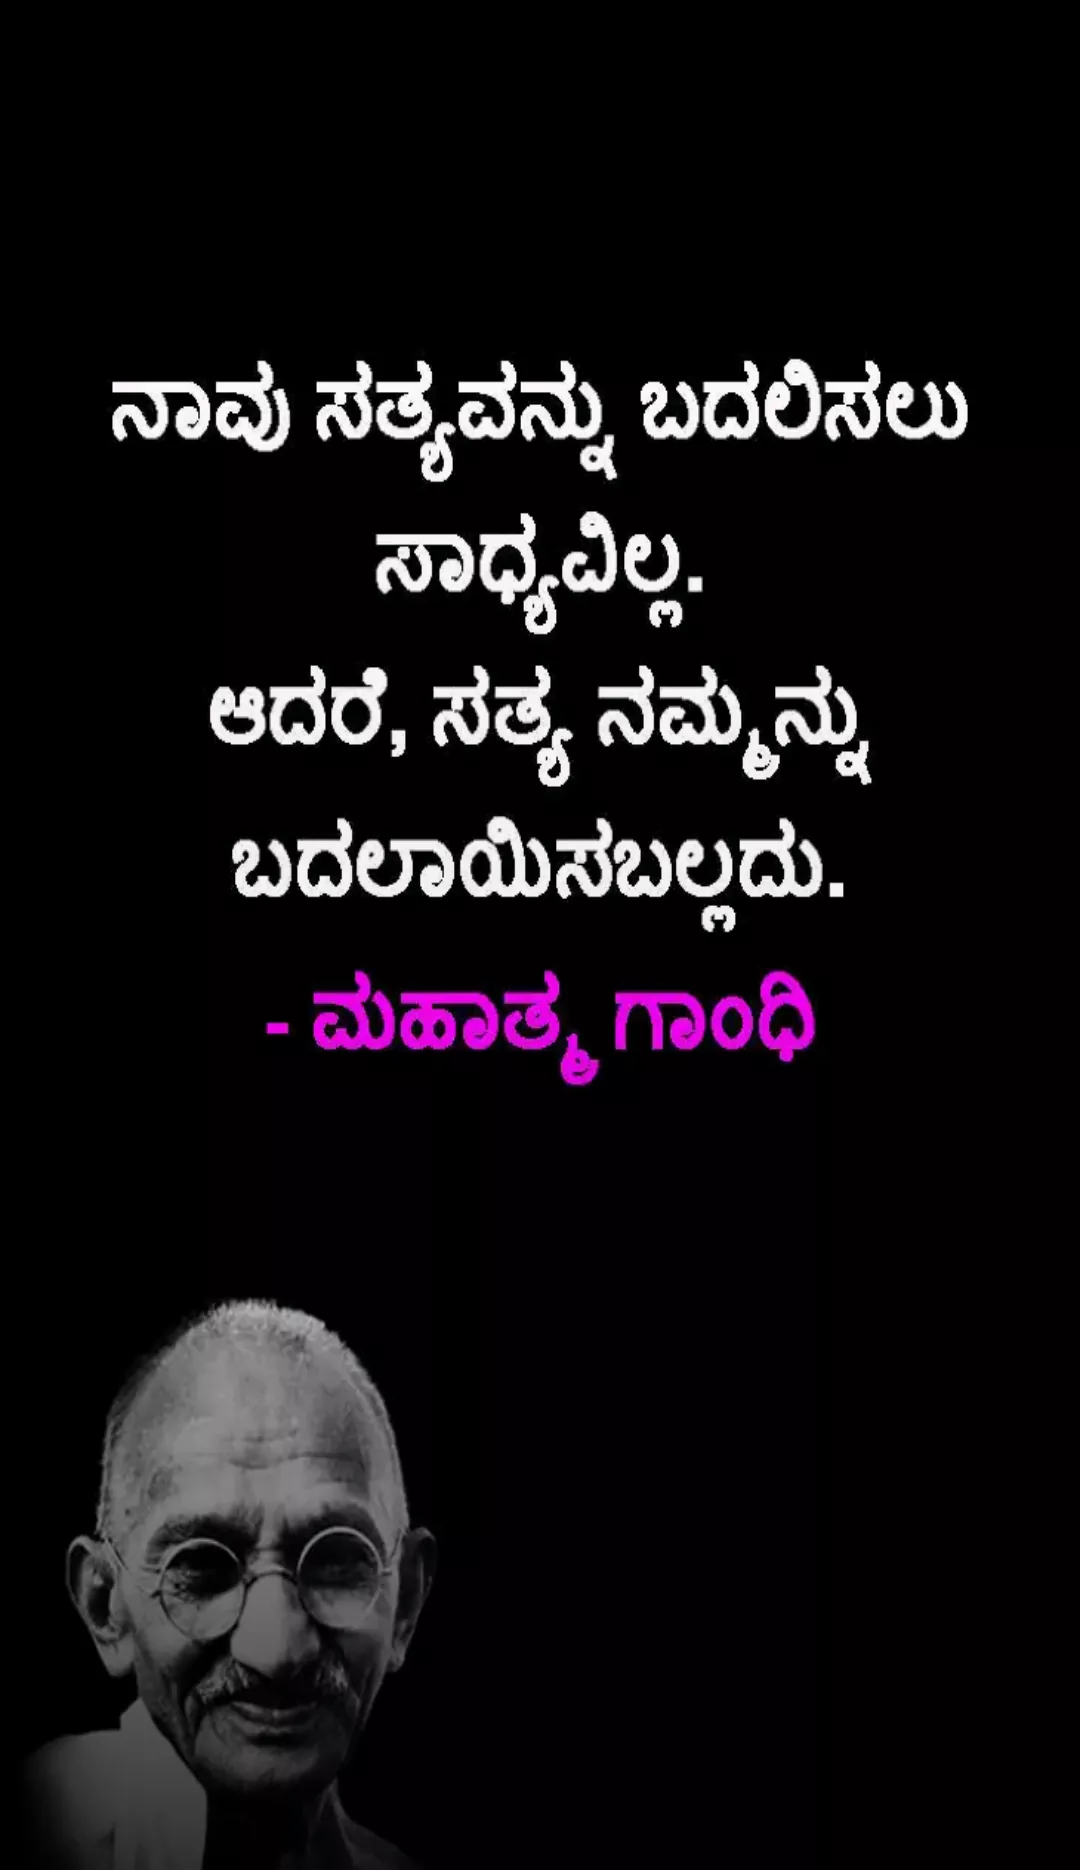 ನಾವು ಸತ್ಯವನ್ನು ಬದಲಿಸಲು
ಸಾಧ್ಯವಿಲ್ಲ.
ಆದರೆ, ಸತ್ಯ ನಮ್ಮನ್ನು
ಬದಲಾಯಿಸಬಲ್ಲದು.
- ಮಹಾತ್ಮ ಗಾಂಧಿ